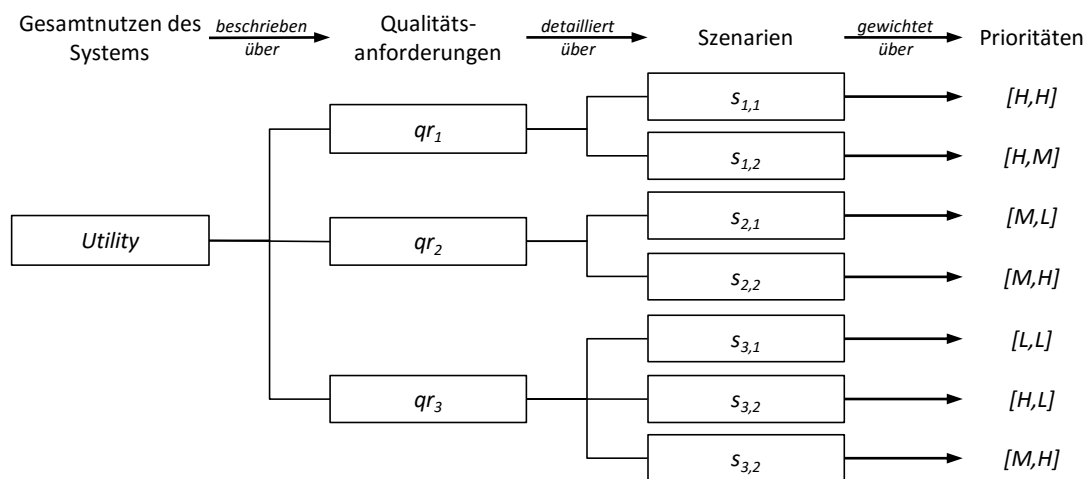 Gesamtnutzen des
Systems
beschrieben
über
Qualitäts-
anforderungen
detailliert
über
Szenarien
gewichtet
über
Prioritäten
Utility
qr1
qr2
qr3
s1,1
s1,2
s2,1
s2,2
s3,1
s3,2
s3,2
[H,H]
[H,M]
[M,L]
[M,H]
[L,L]
[H,L]
[M,H]